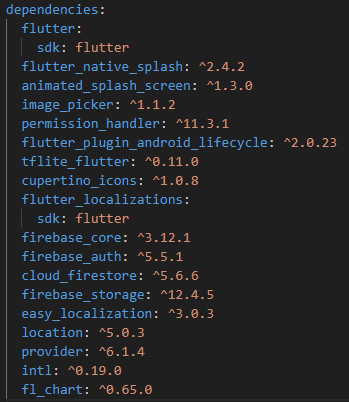 dependencies:
  flutter:
    sdk: flutter
  flutter_native_splash: ^2.4.2
  animated_splash_screen: ^1.3.0
  image_picker: ^1.1.2
  permission_handler: ^11.3.1
  flutter_plugin_android_lifecycle: ^2.0.23
  tflite_flutter: ^0.11.0
  cupertino_icons: ^1.0.8
  flutter_localizations:
    sdk: flutter
  firebase_core: ^3.12.1
  firebase_auth: ^5.5.1
  cloud_firestore: ^5.6.6
  firebase_storage: ^12.4.5
  easy_localization: ^3.0.3
  location: ^5.0.3
  provider: ^6.1.4
  intl: ^0.19.0
  fl_chart: ^0.65.0